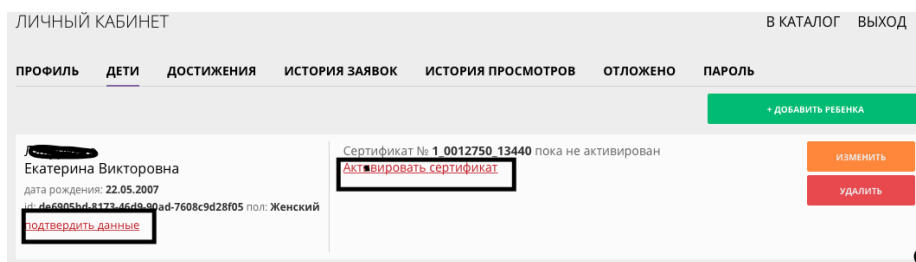 ЛИЧНЫЙ КАБИНЕТ
В КАТАЛОГ ВЫХОД
ПРОФИЛЬ ДЕТИ ДОСТИЖЕНИЯ ИСТОРИЯ ЗАЯВОК ИСТОРИЯ ПРОСМОТРОВ ОТЛОЖЕНО ПАРОЛЬ
+ ДОБАВИТЬ РЕБЕНКА
Екатерина Викторовна
дата рождения: 22.05.2007
id: de6905bd-8173-46d9-90ad-7608c9d28f05 пол: Женский
подтвердить данные
Сертификат № 1_0012750_13440 пока не активирован
Активировать сертификат
ИЗМЕНИТЬ
УДАЛИТЬ